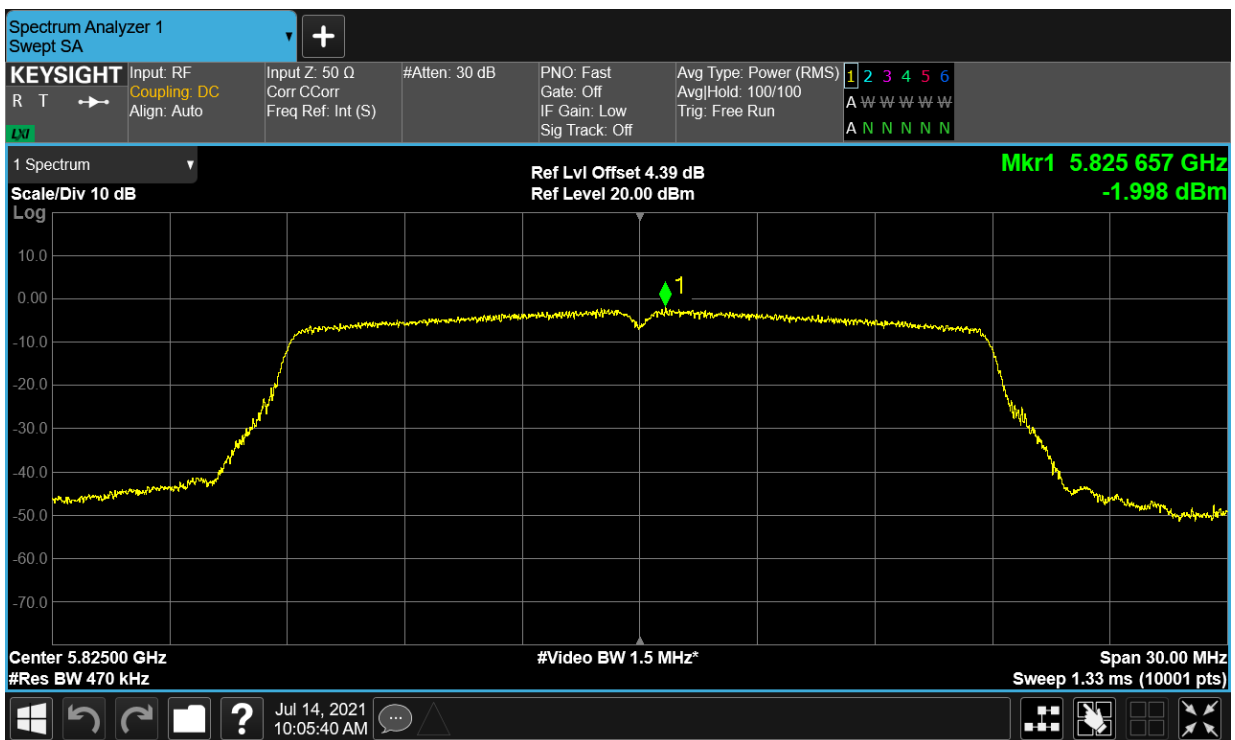 Spectrum Analyzer 1
Swept SA
KEYSIGHT
R T
LXI
Input: RF
Coupling: DC
Align: Auto
Input Z: 50 Ω
Corr CCorr
Freq Ref: Int (S)
#Atten: 30 dB
PNO: Fast
Gate: Off
IF Gain: Low
Sig Track: Off
Avg Type: Power (RMS)
Avg|Hold: 100/100
Trig: Free Run
1 2 3 4 5 6
A W W W W W
A N N N N N
1 Spectrum
Scale/Div 10 dB
Log
Ref Lvl Offset 4.39 dB
Ref Level 20.00 dBm
Mkr1 5.825 657 GHz
-1.998 dBm
1
10.0
0.00
-10.0
-20.0
-30.0
-40.0
-50.0
-60.0
-70.0
Center 5.82500 GHz
#Res BW 470 kHz
#Video BW 1.5 MHz*
Span 30.00 MHz
Sweep 1.33 ms (10001 pts)
?
Jul 14, 2021
10:05:40 AM